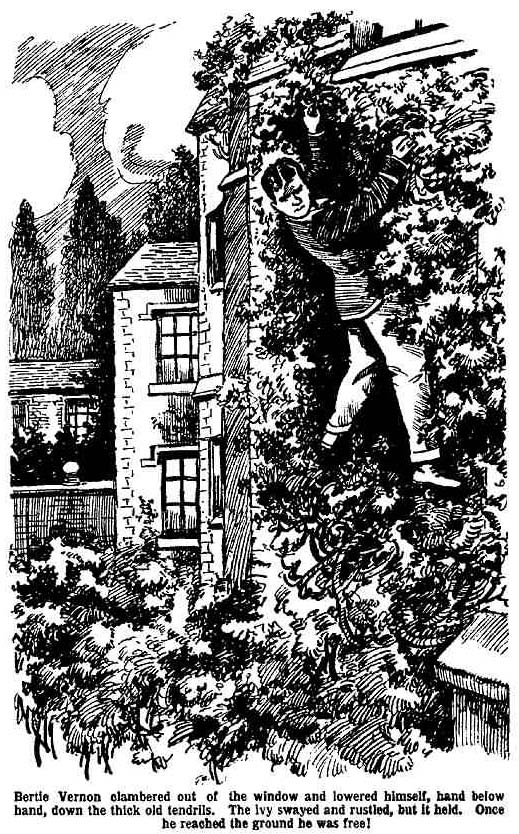 Bertie Vernon clambered out of the window and lowered himself, hand below
hand, down the thick old tendrils. The ivy swayed and rustled, but it held. Once
he reached the ground he was free!